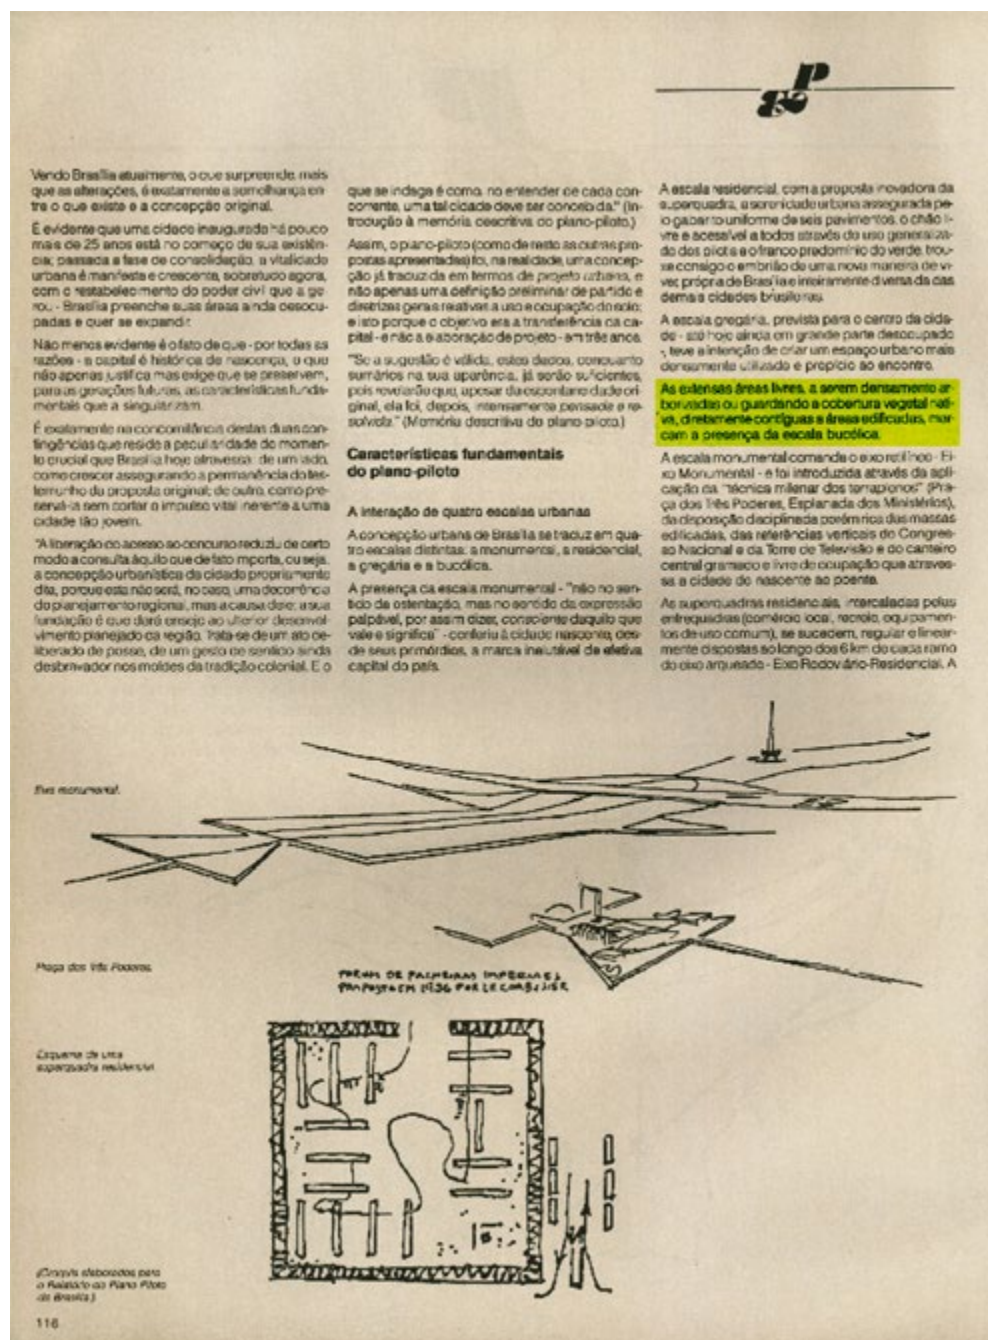 Vendo Brasília atualmente, o que surpreende, mais
que as alterações, é exatamente a semelhança en-
tre o que existe e a concepção original.
É evidente que uma cidade inaugurada há pouco
mais de 25 anos está no começo de sua existên-
cia; passada a fase de consolidação, a vitalidade
urbana é manifesta e crescente, sobretudo agora,
com o restabelecimento do poder civil que a ge-
rou - Brasília preenche suas áreas ainda desocu-
padas e quer se expandir.
Não menos evidente é o fato de que - por todas as
razões - a capital é histórica de nascença, o que
não apenas justifica mas exige que se preservem,
para as gerações futuras, as características funda-
mentais que a singularizam.
É exatamente na concomitância destas duas con-
tingências que reside a peculiaridade do momen-
to crucial que Brasília hoje atravessa: de um lado,
como crescer assegurando a permanência do tes-
temunho da proposta original; de outro, como pre-
servá-la sem cortar o impulso vital inerente a uma
cidade tão jovem.
"A liberação do acesso ao concurso reduziu de certo
modo a consulta àquilo que de fato importa, ou seja,
a concepção urbanística da cidade propriamente
dita, porque esta não será, no caso, uma decorrência
do planejamento regional, mas a causa dele: a sua
fundação é que dará ensejo ao ulterior desenvol-
vimento planejado da região. Trata-se de um ato de-
liberado de posse, de um gesto de sentido ainda
desbravador nos moldes da tradição colonial. E o
que se indaga é como, no entender de cada con-
corrente, uma tal cidade deve ser concebida." (In-
trodução à memória descritiva do plano-piloto.)
Assim, o plano-piloto (como de resto as outras pro-
postas apresentadas) foi, na realidade, uma concep-
ção já traduzida em termos de projeto urbano, e
não apenas uma definição preliminar de partido e
diretrizes gerais relativas a uso e ocupação do solo;
e isto porque o objetivo era a transferência da ca-
pital - e não a elaboração de projeto - em três anos.
"Se a sugestão é válida, estes dados, conquanto
sumários na sua aparência, já serão suficientes,
pois revelarão que, apesar da espontaneidade ori-
ginal, ela foi, depois, intensamente pensada e re-
solvida." (Memória descritiva do plano-piloto.)
Características fundamentais
do plano-piloto
A interação de quatro escalas urbanas
A concepção urbana de Brasília se traduz em qua-
tro escalas distintas: a monumental, a residencial,
a gregária e a bucólica.
A presença da escala monumental - "não no sen-
tido da ostentação, mas no sentido da expressão
palpável, por assim dizer, consciente daquilo que
vale e significa" - conferiu à cidade nascente, des-
de seus primórdios, a marca inelutável de efetiva
capital do país.
A escala residencial, com a proposta inovadora da
superquadra, a serenidade urbana assegurada pe-
lo gabarito uniforme de seis pavimentos, o chão li-
vre e acessível a todos através do uso generaliza-
do dos pilotis e o franco predomínio do verde, trou-
xe consigo o embrião de uma nova maneira de vi-
ver, própria de Brasília e inteiramente diversa da das
demais cidades brasileiras.
A escala gregária, prevista para o centro da cida-
de - até hoje ainda em grande parte desocupado
-, teve a intenção de criar um espaço urbano mais
densamente utilizado e propício ao encontro.
As extensas áreas livres, a serem densamente ar-
borizadas ou guardando a cobertura vegetal nati-
va, diretamente contíguas a áreas edificadas, mar-
cam a presença da escala bucólica.
A escala monumental comanda o eixo retilíneo - Ei-
xo Monumental - e foi introduzida através da apli-
cação da "técnica milenar dos terraplenos" (Pra-
ça dos Três Poderes, Esplanada dos Ministérios),
da disposição disciplinada porém rica das massas
edificadas, das referências verticais do Congres-
so Nacional e da Torre de Televisão e do canteiro
central gramado e livre de ocupação que atraves-
sa a cidade do nascente ao poente.
As superquadras residenciais, intercaladas pelas
entrequadras (comércio local, recreio, equipamen-
tos de uso comum), se sucedem, regular e linear-
mente dispostas ao longo dos 6 km de cada ramo
do eixo arqueado - Eixo Rodoviário-Residencial. A
Eixo monumental.
Praça dos Três Poderes.
FORUM DE PALMEIRAS IMPERIAES,
PROPOSTO EM 1936 POR LE CORBUSIER
Esquema de uma
superquadra residencial
(Croquis elaborados para
o Relatório do Plano Piloto
de Brasília.)
116